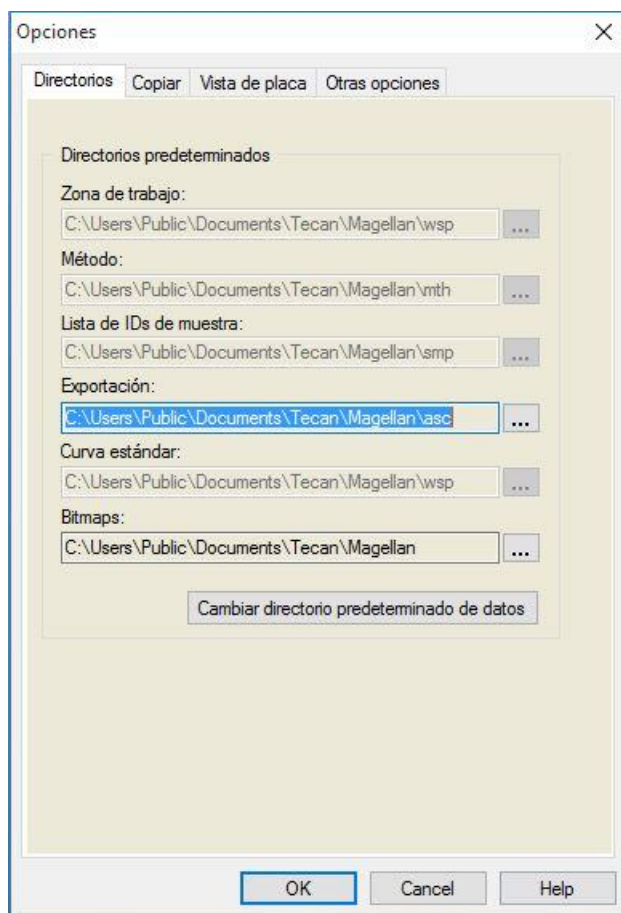 Opciones
Directorios Copiar Vista de placa Otras opciones
Directorios predeterminados
Zona de trabajo:
C:\Users\Public\Documents\Tecan\Magellan\wsp ...
Método:
C:\Users\Public\Documents\Tecan\Magellan\mth ...
Lista de IDs de muestra:
C:\Users\Public\Documents\Tecan\Magellan\smp ...
Exportación:
C:\Users\Public\Documents\Tecan\Magellan\asc ...
Curva estándar:
C:\Users\Public\Documents\Tecan\Magellan\wsp ...
Bitmaps:
C:\Users\Public\Documents\Tecan\Magellan ...
Cambiar directorio predeterminado de datos
OK Cancel Help